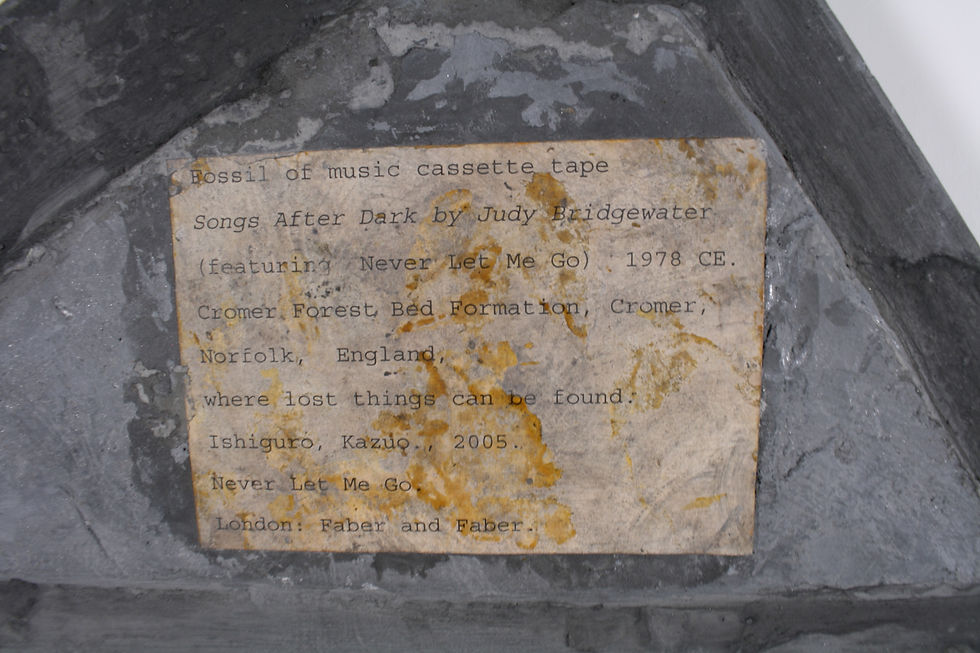 Fossil of music cassette tape
Songs After Dark by Judy Bridgewater
(featuring Never Let Me Go) 1978 CE.
Cromer Forest Bed Formation, Cromer,
Norfolk, England,
where lost things can be found.
Ishiguro, Kazuo., 2005.
Never Let Me Go.
London: Faber and Faber.